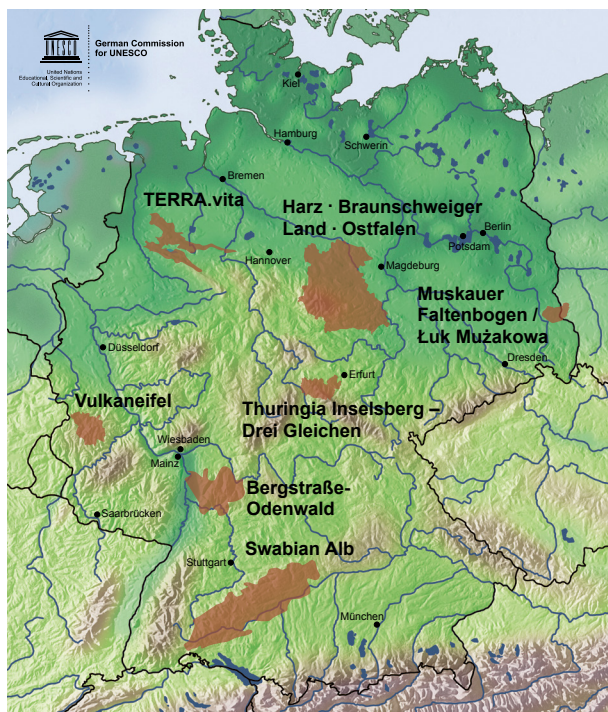 UNESCO
German Commission
for UNESCO
United Nations
Educational, Scientific and
Cultural Organization
Kiel
Hamburg
Schwerin
Bremen
TERRA.vita
Harz · Braunschweiger
Land · Ostfalen
Berlin
Potsdam
Hannover
Magdeburg
Muskauer
Faltenbogen /
Łuk Mużakowa
Düsseldorf
Dresden
Erfurt
Vulkaneifel
Thuringia Inselsberg –
Drei Gleichen
Wiesbaden
Mainz
Bergstraße-
Odenwald
Saarbrücken
Swabian Alb
Stuttgart
München